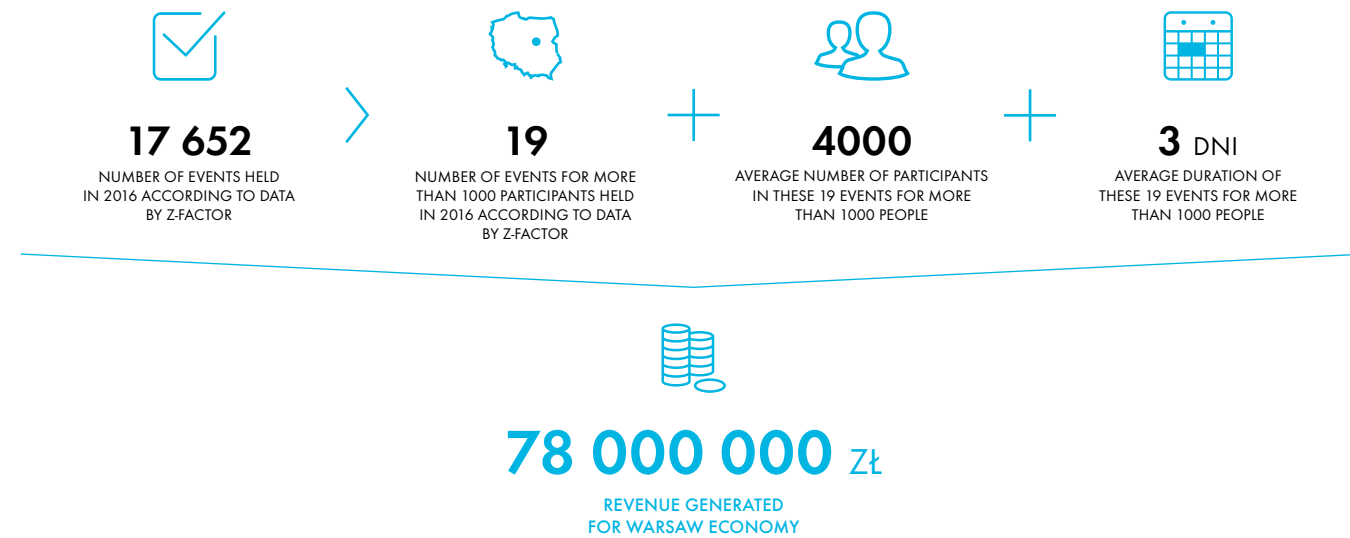 17 652
NUMBER OF EVENTS HELD
IN 2016 ACCORDING TO DATA
BY Z-FACTOR
19
NUMBER OF EVENTS FOR MORE
THAN 1000 PARTICIPANTS HELD
IN 2016 ACCORDING TO DATA
BY Z-FACTOR
4000
AVERAGE NUMBER OF PARTICIPANTS
IN THESE 19 EVENTS FOR MORE
THAN 1000 PEOPLE
3 DNI
AVERAGE DURATION OF
THESE 19 EVENTS FOR MORE
THAN 1000 PEOPLE
78 000 000 ZŁ
REVENUE GENERATED
FOR WARSAW ECONOMY